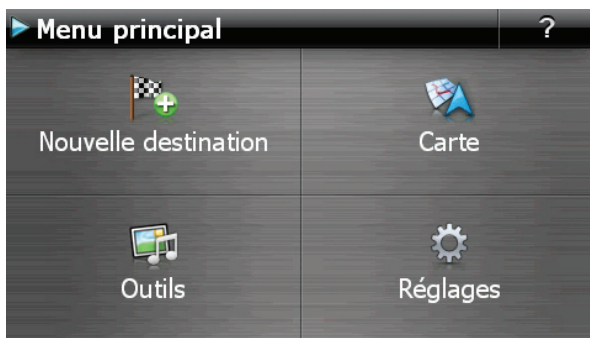 Menu principal
?
Nouvelle destination
Carte
Outils
Réglages